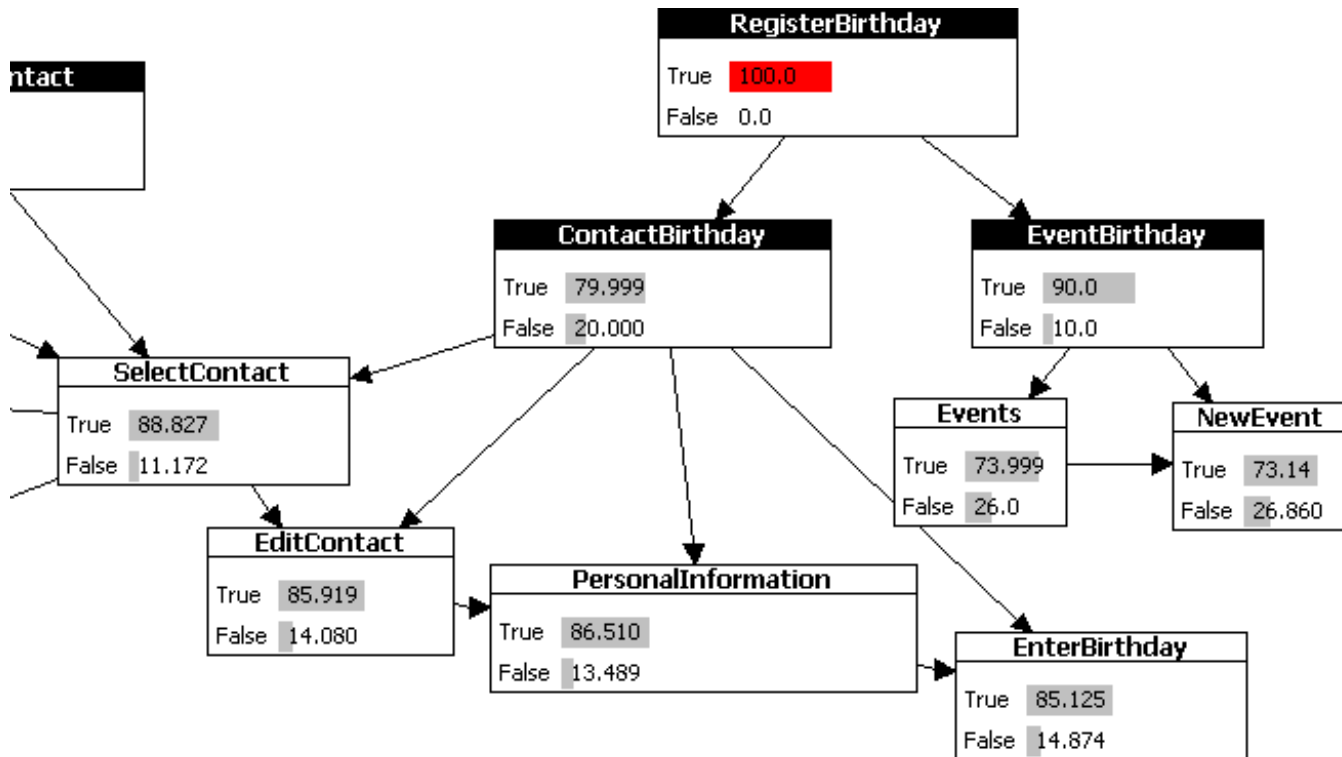 RegisterBirthday
True 100.0
False 0.0
ntact
ContactBirthday
True 79.999
False 20.000
EventBirthday
True 90.0
False 10.0
SelectContact
True 88.827
False 11.172
Events
True 73.999
False 26.0
NewEvent
True 73.14
False 26.860
EditContact
True 85.919
False 14.080
PersonalInformation
True 86.510
False 13.489
EnterBirthday
True 85.125
False 14.874